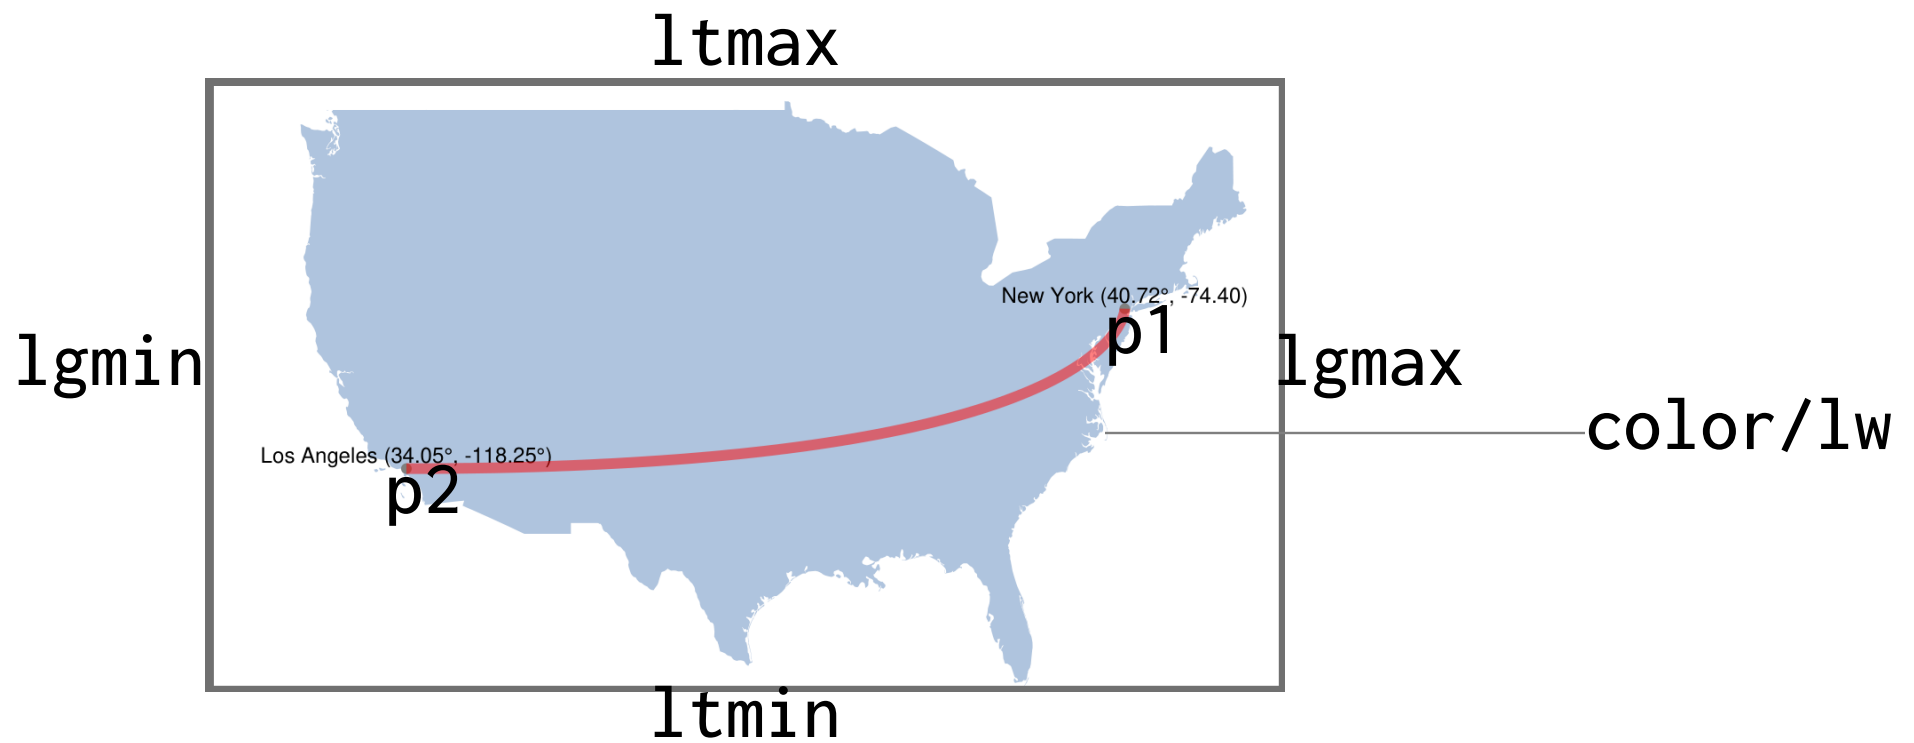 ltmax
New York (40.72°, -74.40)
p1
lgmin
lgmax
color/lw
Los Angeles (34.05°, -118.25°)
p2
ltmin